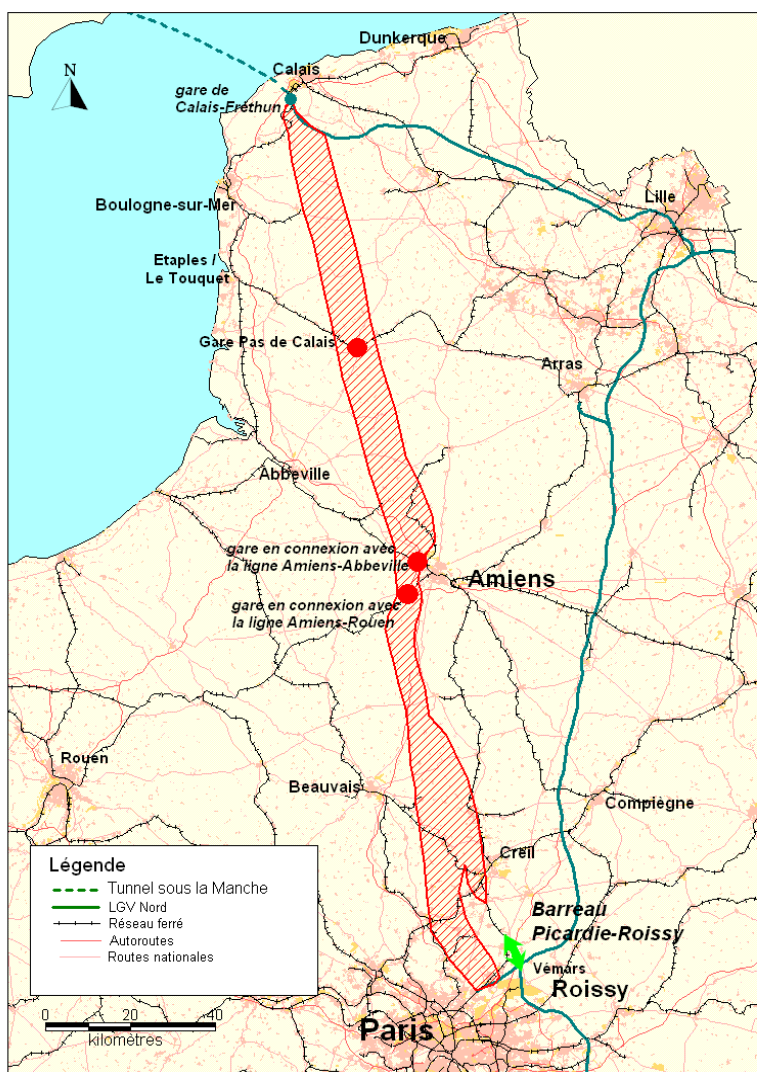 Dunkerque
Calais
N
gare de
Calais-Fréthun
Lille
Boulogne-sur-Mer
Etaples /
Le Touquet
Gare Pas de Calais
Arras
Abbeville
gare en connexion avec
la ligne Amiens-Abbeville
Amiens
gare en connexion avec
la ligne Amiens-Rouen
Rouen
Beauvais
Compiègne
Creil
Légende
Tunnel sous la Manche
LGV Nord
Réseau ferré
Autoroutes
Routes nationales
Barreau
Picardie-Roissy
Vémars
Roissy
Paris
0 20 40
kilomètres